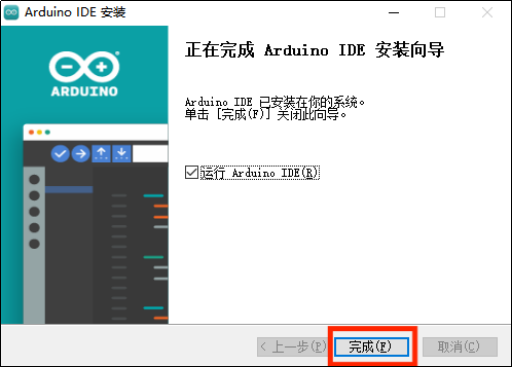 Arduino IDE 安装
正在完成 Arduino IDE 安装向导
ARDUINO
Arduino IDE 已安装在你的系统。
单击 [完成(F)] 关闭此向导。
运行 Arduino IDE(R)
< 上一步(P)
完成(F)
取消(C)